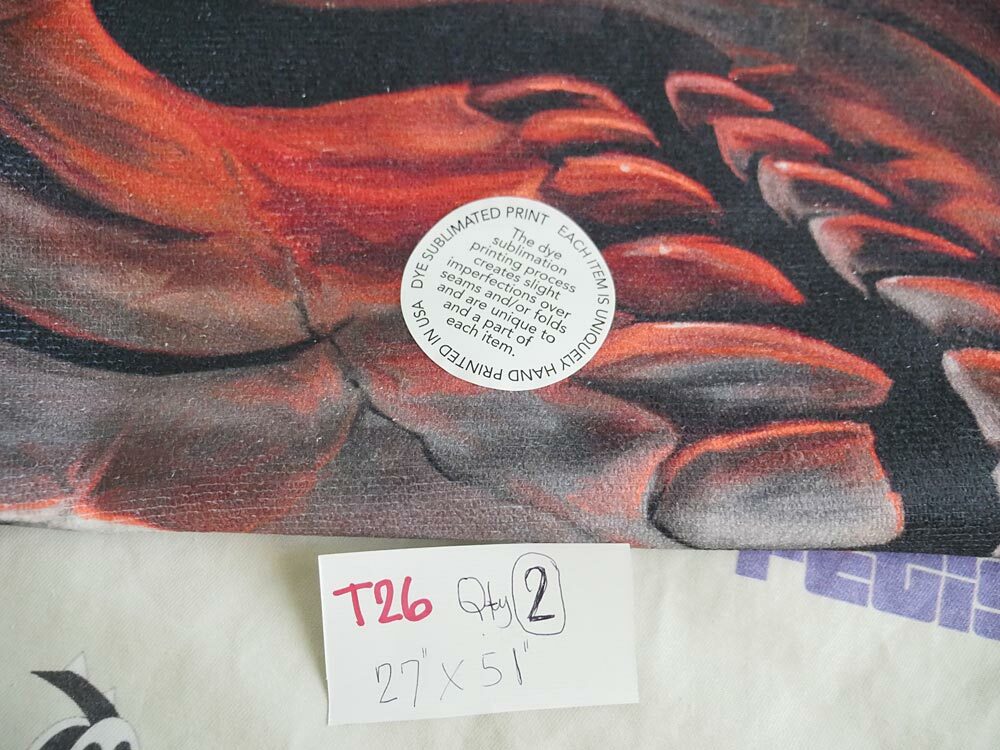 DYE SUBLIMATED PRINT EACH ITEM IS UNIQUELY HAND PRINTED IN USA
The dye
sublimation
printing process
creates slight
imperfections over
seams and/or folds
and are unique to
and a part of
each item.
T26 Qty 2
27" X 51"